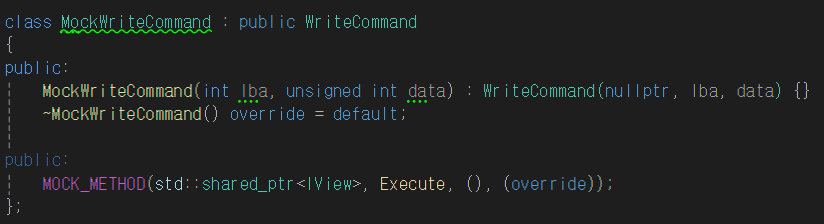 class MockWriteCommand : public WriteCommand
{
public:
MockWriteCommand(int lba, unsigned int data) : WriteCommand(nullptr, lba, data) {}
~MockWriteCommand() override = default;
public:
MOCK_METHOD(std::shared_ptr<IView>, Execute, (), (override));
};